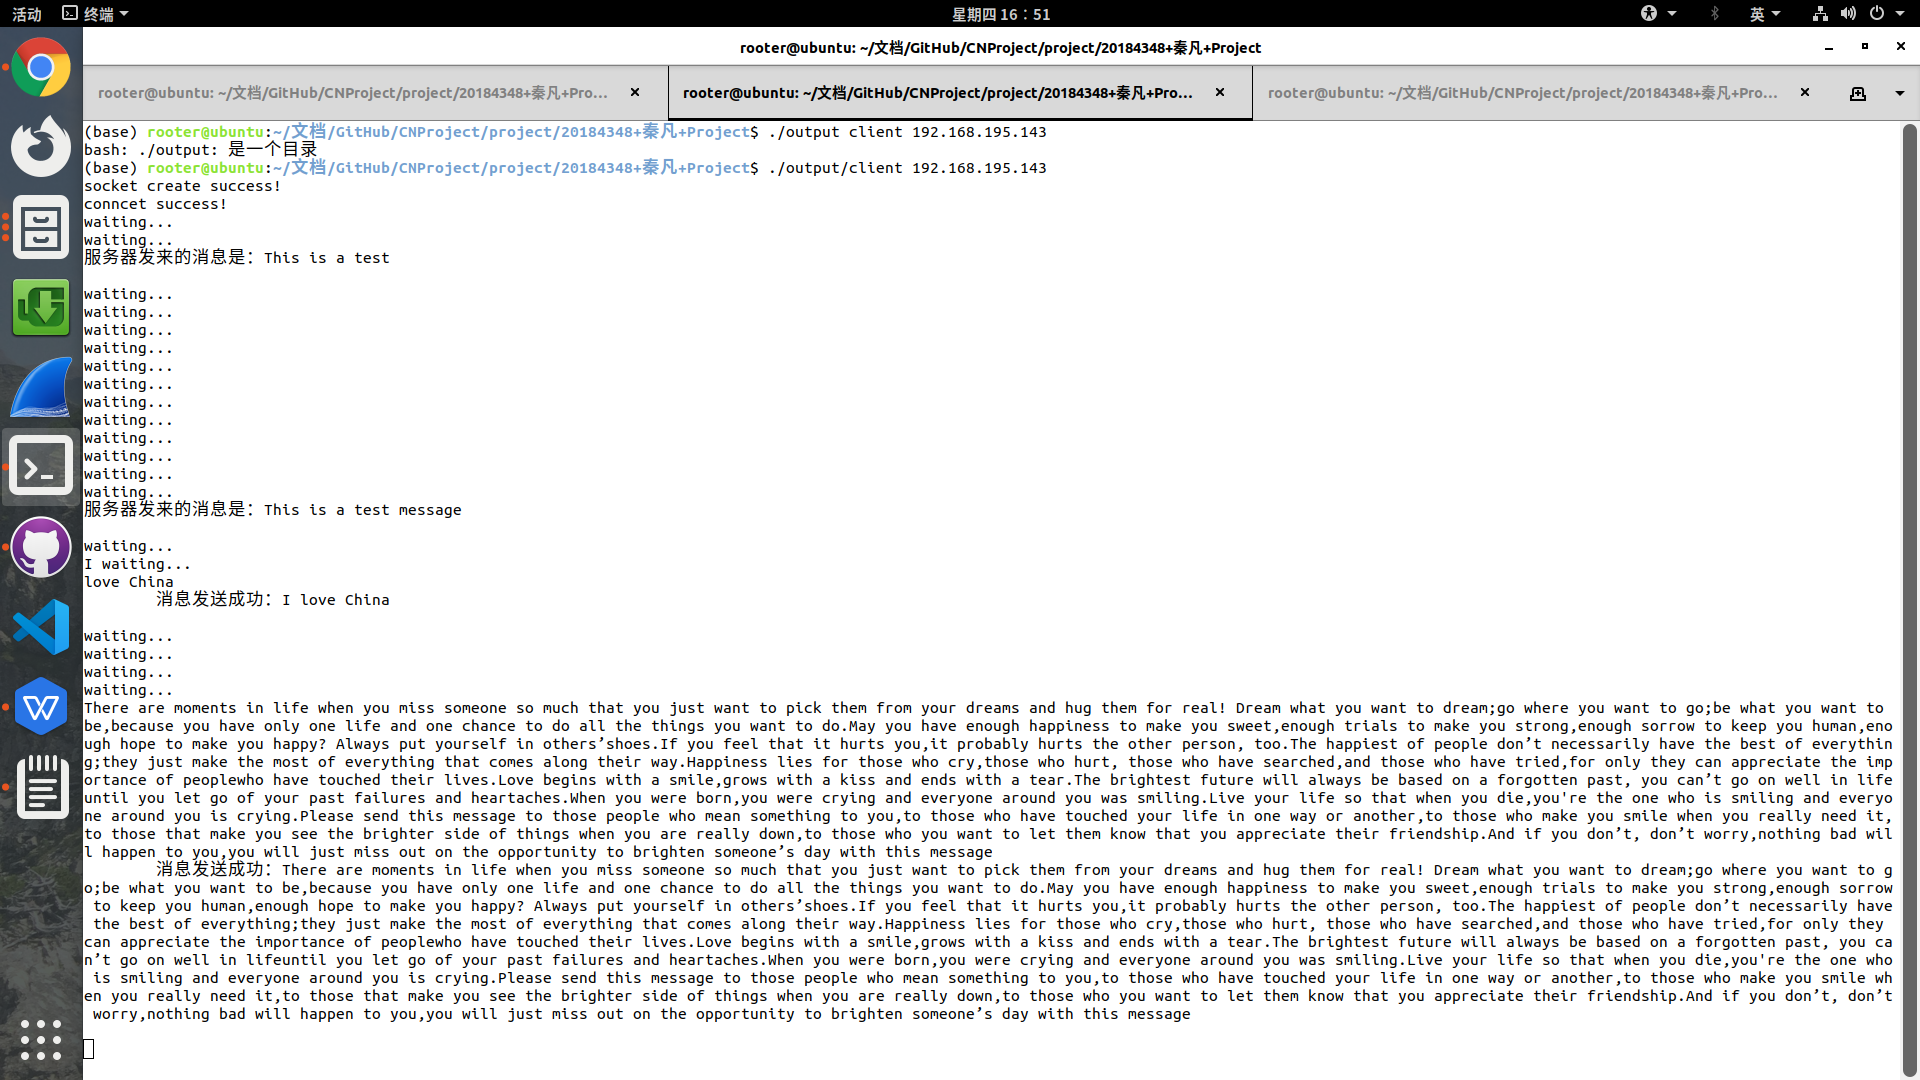 活动 终端 星期四 16：51 英
rooter@ubuntu: ~/文档/GitHub/CNProject/project/20184348+秦凡+Project
rooter@ubuntu: ~/文档/GitHub/CNProject/project/20184348+秦凡+Pro... rooter@ubuntu: ~/文档/GitHub/CNProject/project/20184348+秦凡+Pro... rooter@ubuntu: ~/文档/GitHub/CNProject/project/20184348+秦凡+Pro...
(base) rooter@ubuntu:~/文档/GitHub/CNProject/project/20184348+秦凡+Project$ ./output client 192.168.195.143
bash: ./output: 是一个目录
(base) rooter@ubuntu:~/文档/GitHub/CNProject/project/20184348+秦凡+Project$ ./output/client 192.168.195.143
socket create success!
conncet success!
waiting...
waiting...
服务器发来的消息是：This is a test
waiting...
waiting...
waiting...
waiting...
waiting...
waiting...
waiting...
waiting...
waiting...
waiting...
waiting...
waiting...
服务器发来的消息是：This is a test message
waiting...
I waiting...
love China
消息发送成功：I love China
waiting...
waiting...
waiting...
waiting...
There are moments in life when you miss someone so much that you just want to pick them from your dreams and hug them for real! Dream what you want to dream;go where you want to go;be what you want to
be,because you have only one life and one chance to do all the things you want to do.May you have enough happiness to make you sweet,enough trials to make you strong,enough sorrow to keep you human,eno
ugh hope to make you happy? Always put yourself in others’shoes.If you feel that it hurts you,it probably hurts the other person, too.The happiest of people don’t necessarily have the best of everythin
g;they just make the most of everything that comes along their way.Happiness lies for those who cry,those who hurt, those who have searched,and those who have tried,for only they can appreciate the imp
ortance of peoplewho have touched their lives.Love begins with a smile,grows with a kiss and ends with a tear.The brightest future will always be based on a forgotten past, you can’t go on well in life
until you let go of your past failures and heartaches.When you were born,you were crying and everyone around you was smiling.Live your life so that when you die,you're the one who is smiling and everyo
ne around you is crying.Please send this message to those people who mean something to you,to those who have touched your life in one way or another,to those who make you smile when you really need it,
to those that make you see the brighter side of things when you are really down,to those who you want to let them know that you appreciate their friendship.And if you don’t, don’t worry,nothing bad wil
l happen to you,you will just miss out on the opportunity to brighten someone’s day with this message
消息发送成功：There are moments in life when you miss someone so much that you just want to pick them from your dreams and hug them for real! Dream what you want to dream;go where you want to g
o;be what you want to be,because you have only one life and one chance to do all the things you want to do.May you have enough happiness to make you sweet,enough trials to make you strong,enough sorrow
to keep you human,enough hope to make you happy? Always put yourself in others’shoes.If you feel that it hurts you,it probably hurts the other person, too.The happiest of people don’t necessarily have
the best of everything;they just make the most of everything that comes along their way.Happiness lies for those who cry,those who hurt, those who have searched,and those who have tried,for only they
can appreciate the importance of peoplewho have touched their lives.Love begins with a smile,grows with a kiss and ends with a tear.The brightest future will always be based on a forgotten past, you ca
n’t go on well in lifeuntil you let go of your past failures and heartaches.When you were born,you were crying and everyone around you was smiling.Live your life so that when you die,you're the one who
is smiling and everyone around you is crying.Please send this message to those people who mean something to you,to those who have touched your life in one way or another,to those who make you smile wh
en you really need it,to those that make you see the brighter side of things when you are really down,to those who you want to let them know that you appreciate their friendship.And if you don’t, don’t
worry,nothing bad will happen to you,you will just miss out on the opportunity to brighten someone’s day with this message